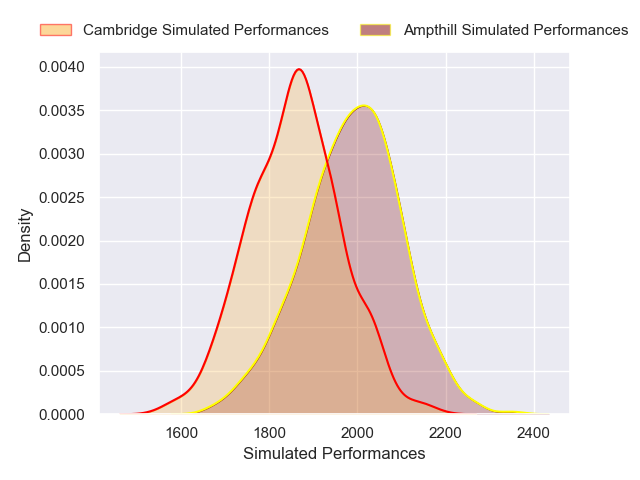 Cambridge Simulated Performances Ampthill Simulated Performances
0.0040
0.0035
0.0030
0.0025
0.0020
0.0015
0.0010
0.0005
0.0000
Density
1600 1800 2000 2200 2400
Simulated Performances